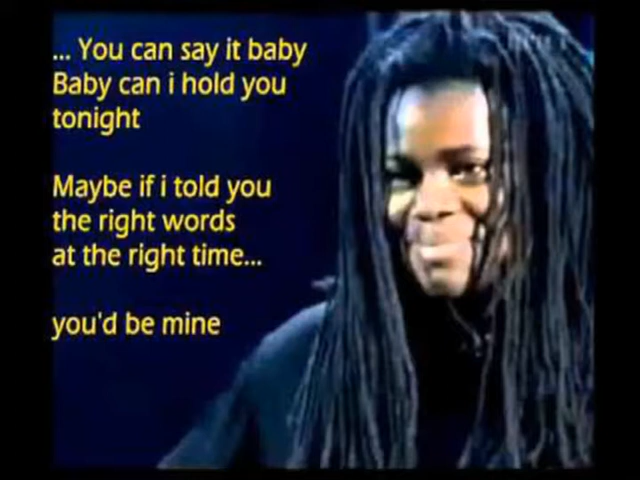 ... You can say it baby
Baby can i hold you
tonight
Maybe if i told you
the right words
at the right time...
you'd be mine